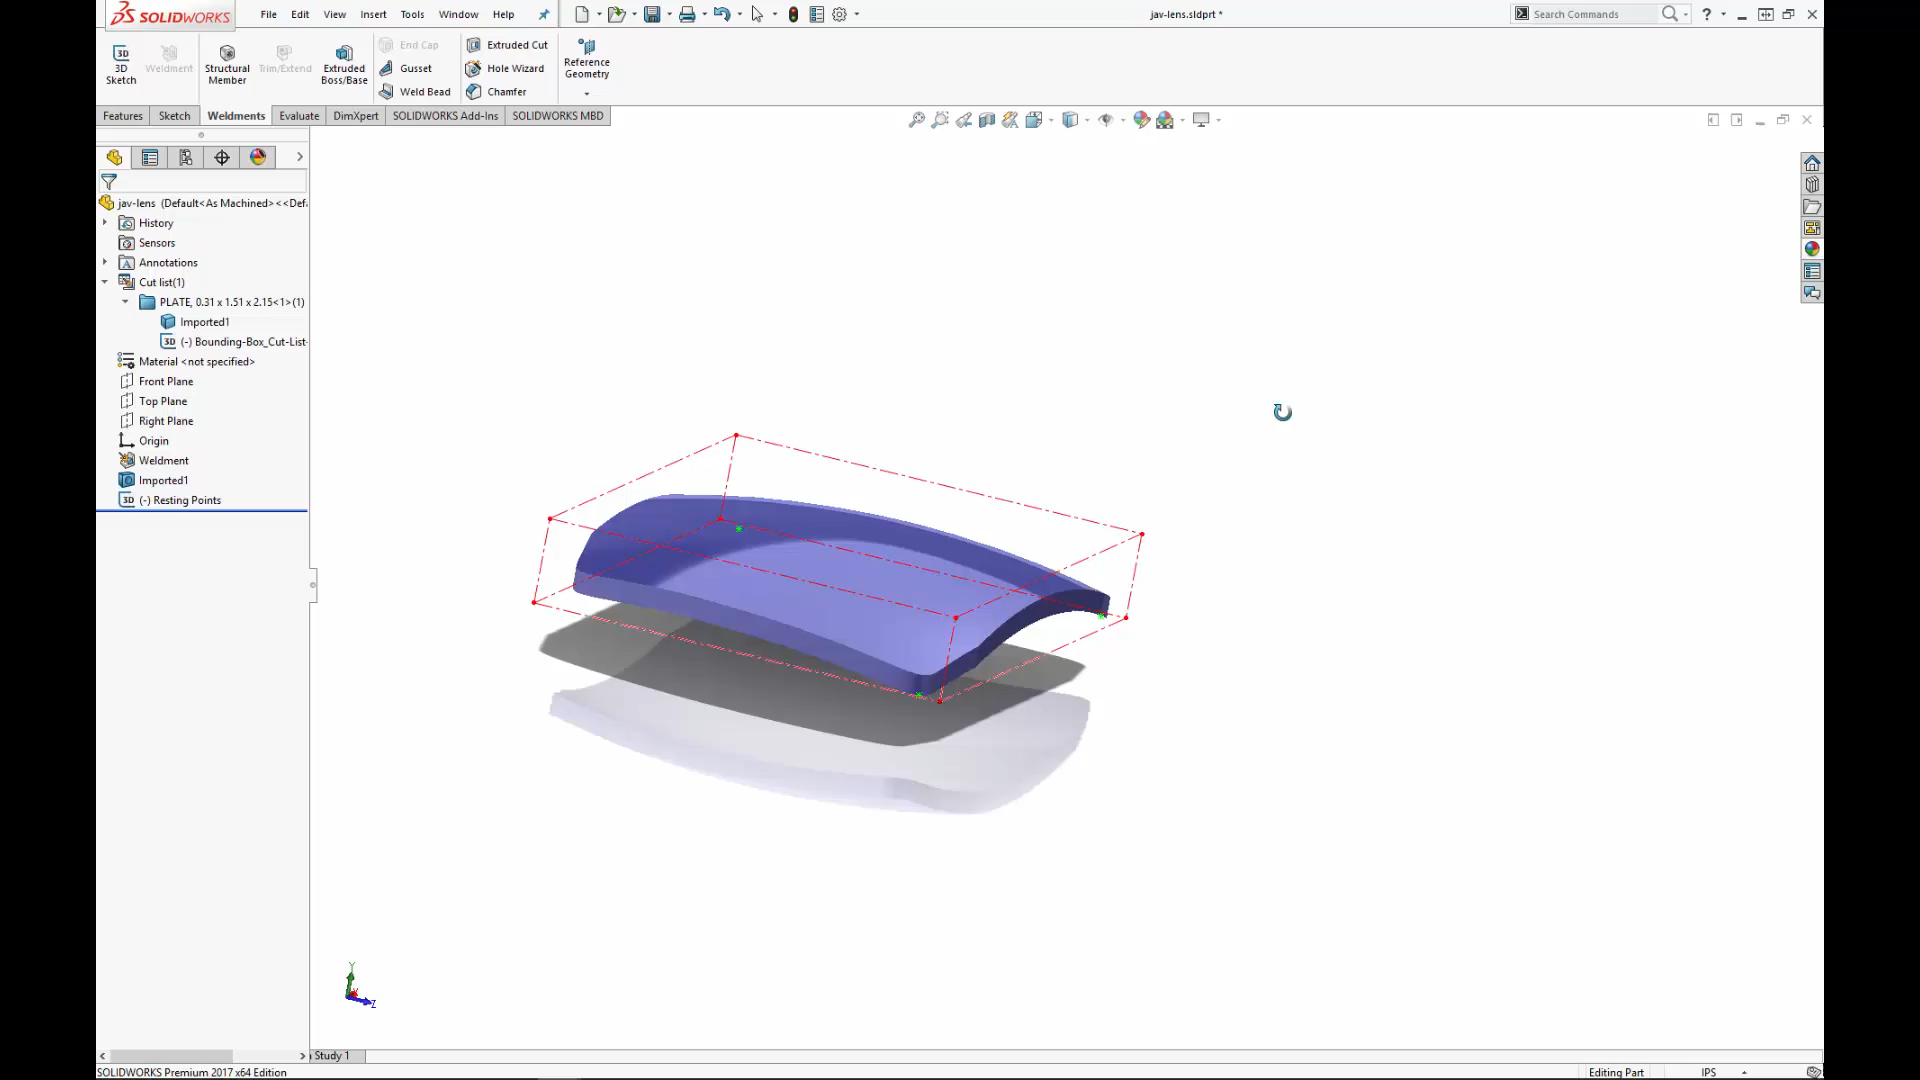 SOLIDWORKS File Edit View Insert Tools Window Help jav-lens.sldprt * Search Commands ?
3D Sketch
Weldment
Structural Member
Trim/Extend
Extruded Boss/Base
End Cap
Gusset
Weld Bead
Extruded Cut
Hole Wizard
Chamfer
Reference Geometry
Features Sketch Weldments Evaluate DimXpert SOLIDWORKS Add-Ins SOLIDWORKS MBD
jav-lens (Default<As Machined><<Def
History
Sensors
Annotations
Cut list(1)
PLATE, 0.31 x 1.51 x 2.15<1>(1)
Imported1
3D (-) Bounding-Box_Cut-List-
Material <not specified>
Front Plane
Top Plane
Right Plane
Origin
Weldment
Imported1
3D (-) Resting Points
Y
Z
Study 1
SOLIDWORKS Premium 2017 x64 Edition Editing Part IPS